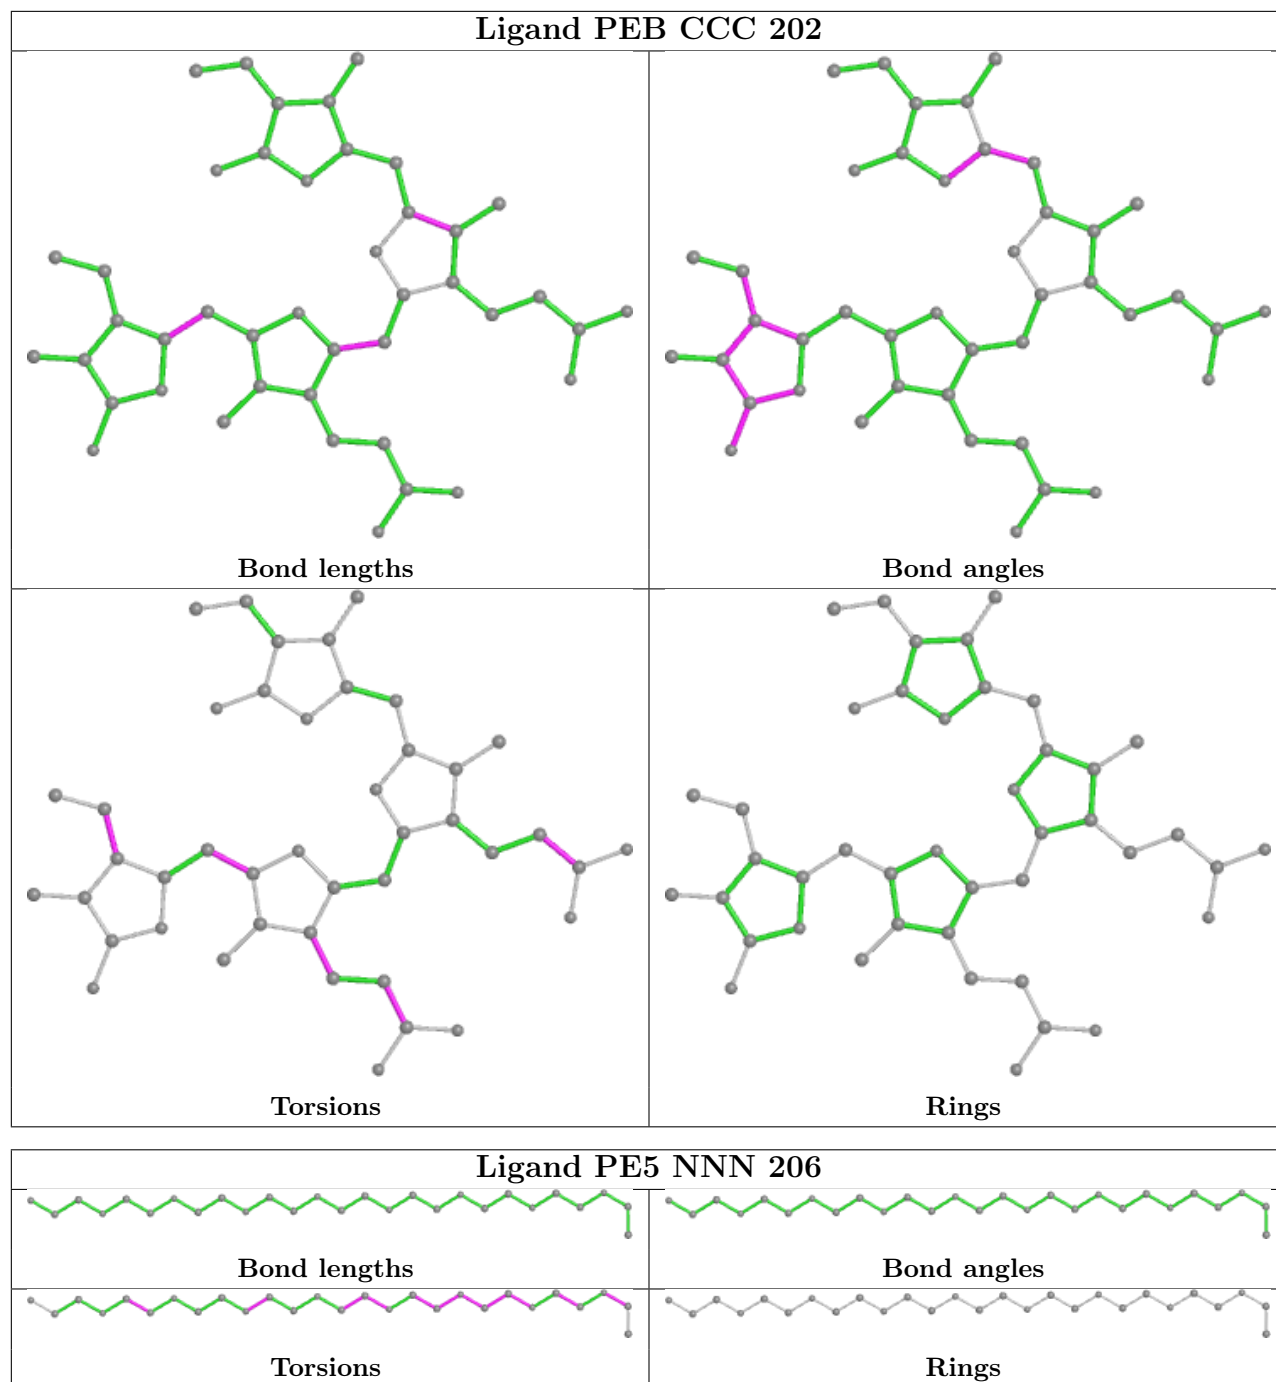 Ligand PEB CCC 202
Bond lengths
Bond angles
Torsions
Rings
Ligand PE5 NNN 206
Bond lengths
Bond angles
Torsions
Rings